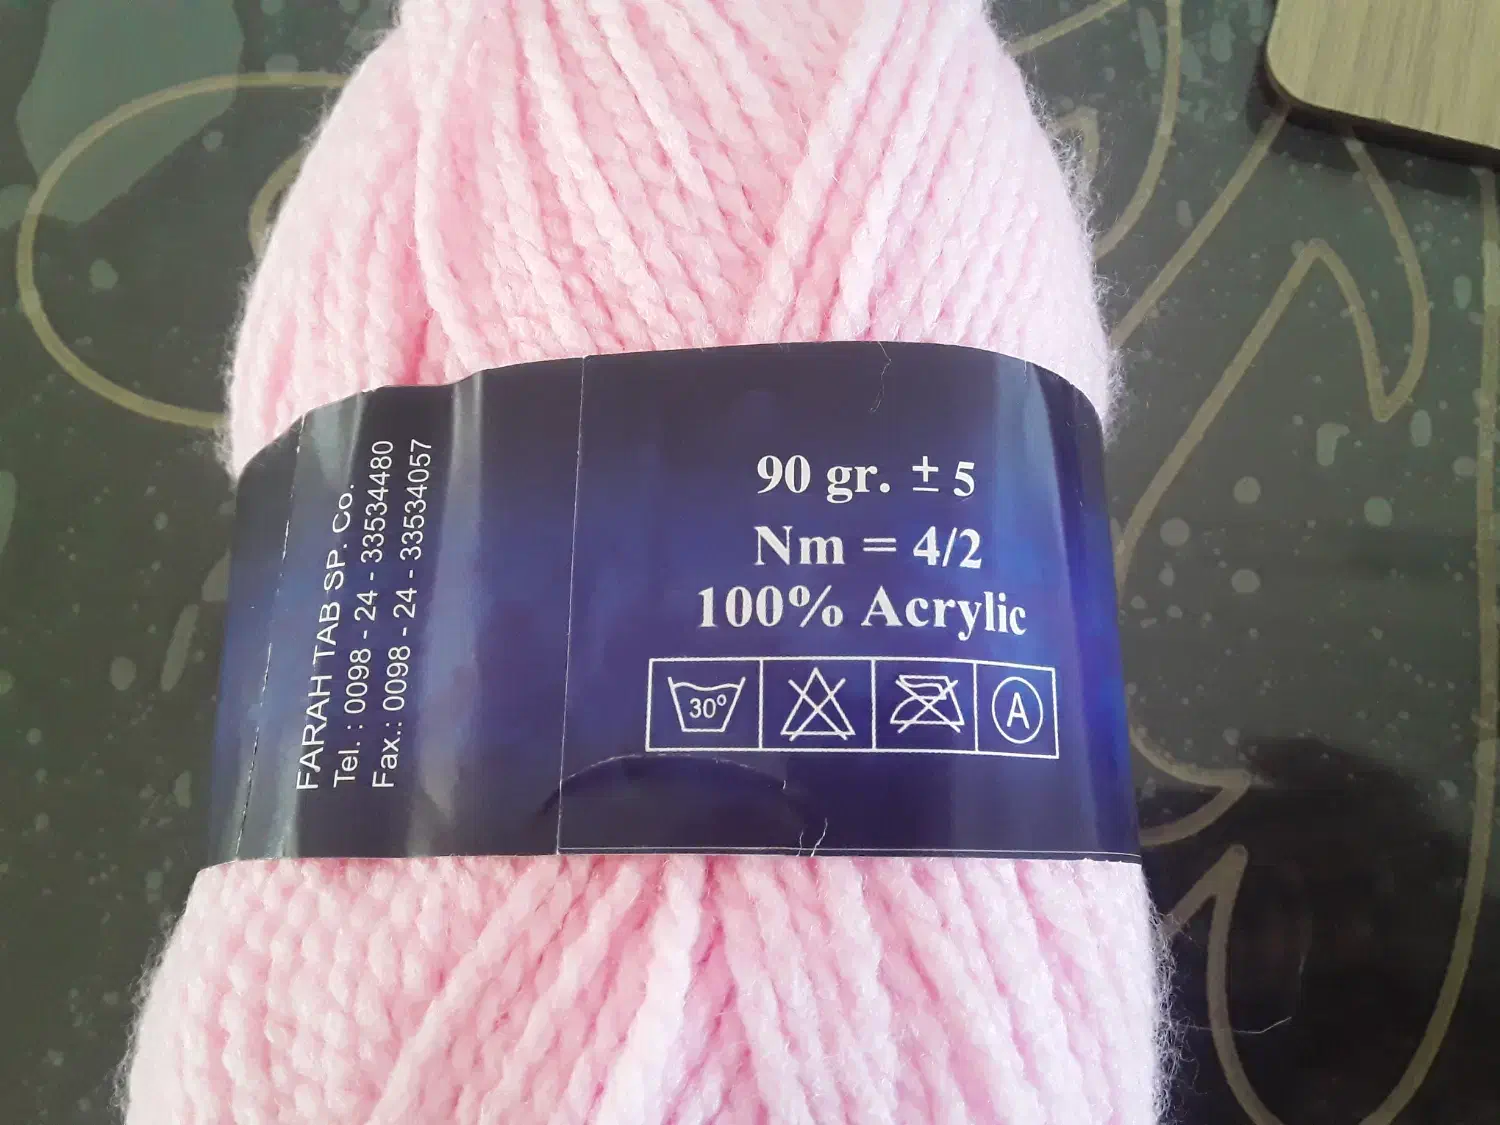 FARAH TAB SP. Co.
Tel. : 0098 - 24 - 33534480
Fax.: 0098 - 24 - 33534057
90 gr. ± 5
Nm = 4/2
100% Acrylic
30°
A